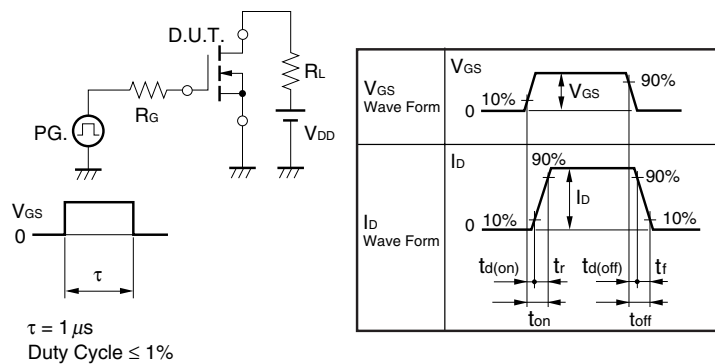 D.U.T.
RL
RG
PG.
VDD
VGS
0
τ
τ = 1 μs
Duty Cycle ≤ 1%
VGS
Wave Form
VGS
10%
0
VGS
90%
ID
Wave Form
ID
90%
90%
ID
10%
0
10%
td(on)
tr
td(off)
tf
ton
toff